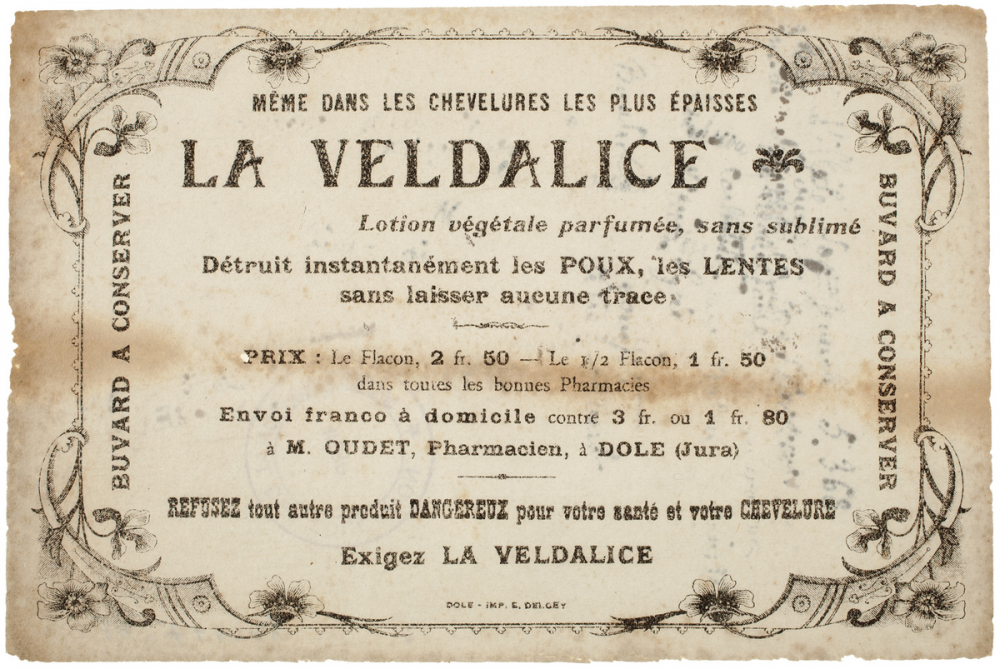 MÊME DANS LES CHEVELURES LES PLUS ÉPAISSES
LA VELDALICE
Lotion végétale parfumée, sans sublimé
Détruit instantanément les POUX, les LENTES
sans laisser aucune trace
PRIX : Le Flacon, 2 fr. 50 — Le 1/2 Flacon, 1 fr. 50
dans toutes les bonnes Pharmacies
Envoi franco à domicile contre 3 fr. ou 1 fr. 80
à M. OUDET, Pharmacien, à DOLE (Jura)
REFUSEZ tout autre produit DANGEREUX pour votre santé et votre CHEVELURE
Exigez LA VELDALICE
DOLE - IMP. E. DELGEY
BUVARD A CONSERVER
BUVARD A CONSERVER